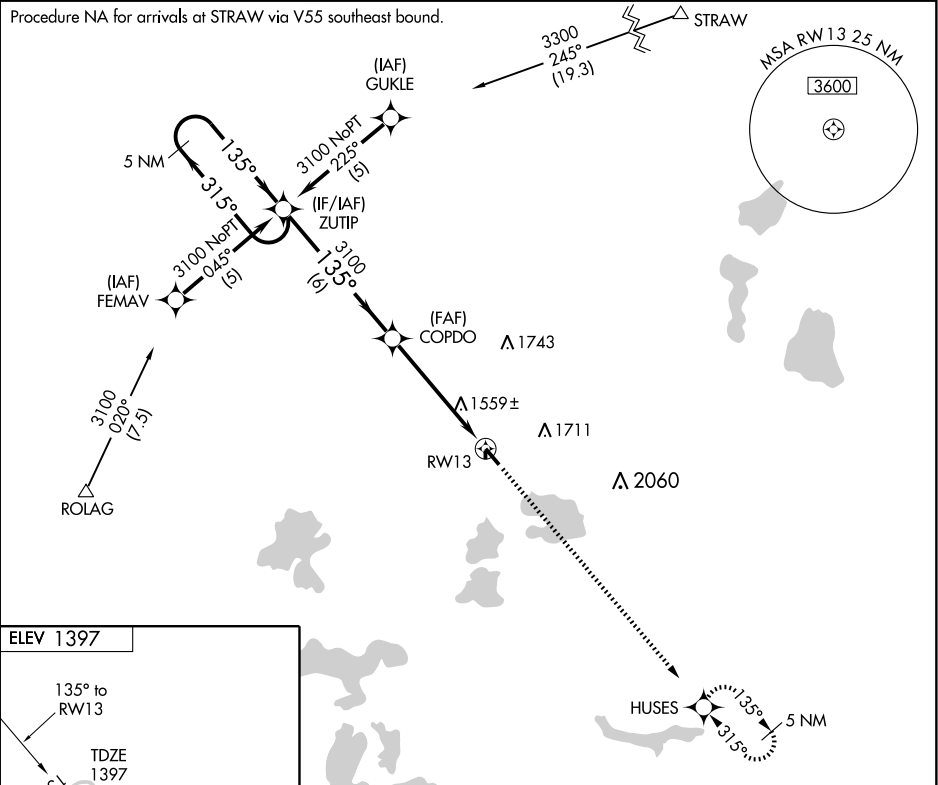 Procedure NA for arrivals at STRAW via V55 southeast bound.
STRAW
3300
245°
(19.3)
MSA RW13 25 NM
3600
(IAF)
GUKLE
3100 NoPT
225°
(5)
5 NM
135°
315°
(IF/IAF)
ZUTIP
3100 NoPT
045°
(5)
(IAF)
FEMAV
3100
135°
(6)
(FAF)
COPDO
1743
1559±
1711
RW13
2060
3100
020°
(7.5)
ROLAG
HUSES
135°
315°
5 NM
ELEV 1397
135° to
RW13
TDZE
1397